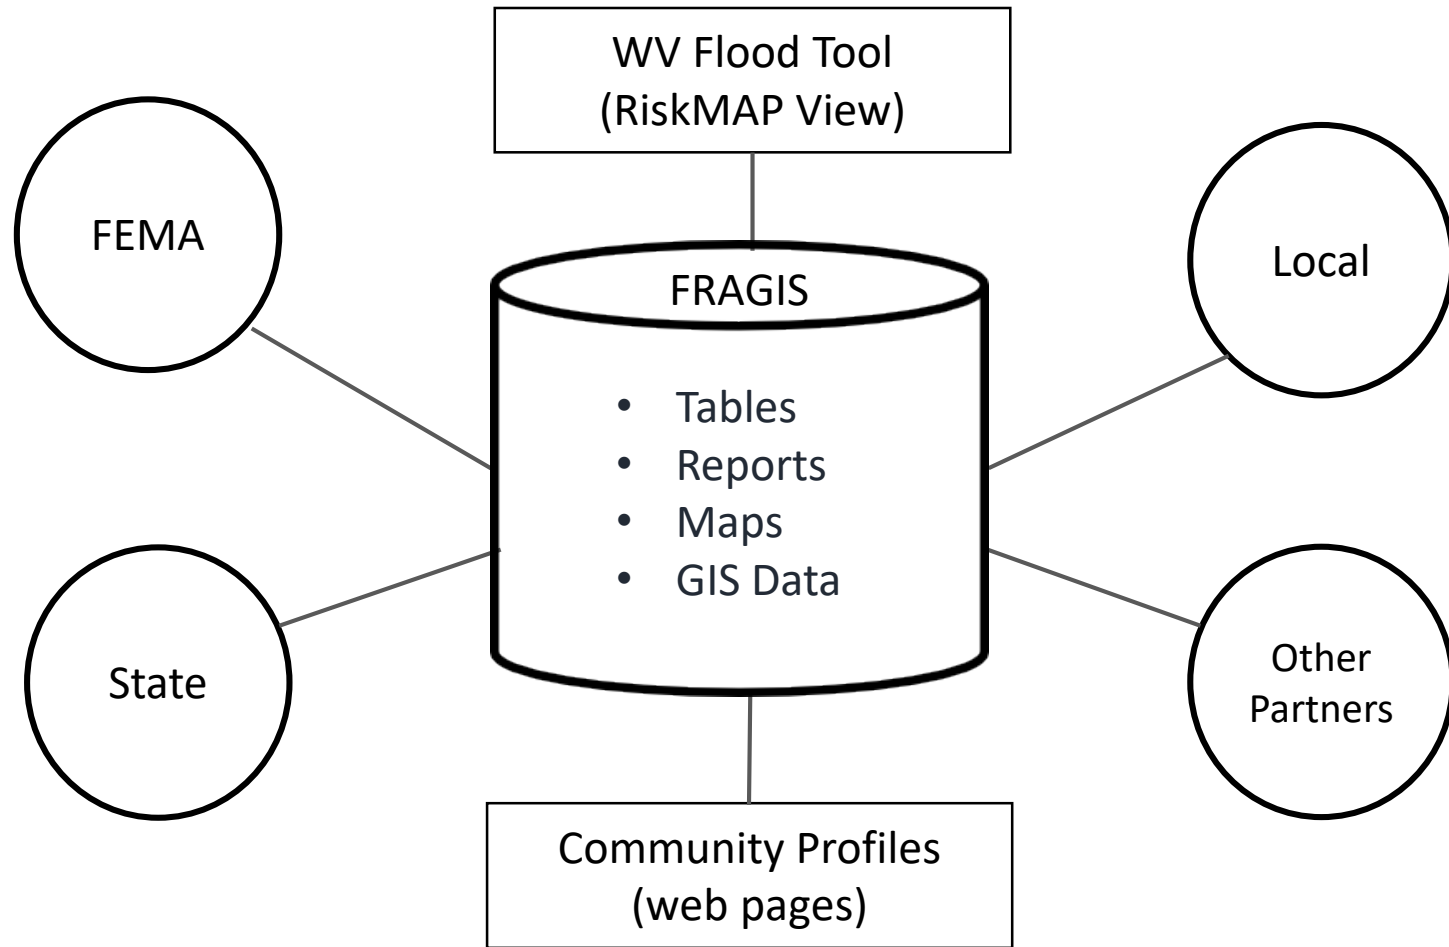 WV Flood Tool
(RiskMAP View)
FEMA
Local
FRAGIS
• Tables
• Reports
• Maps
• GIS Data
State
Other
Partners
Community Profiles
(web pages)